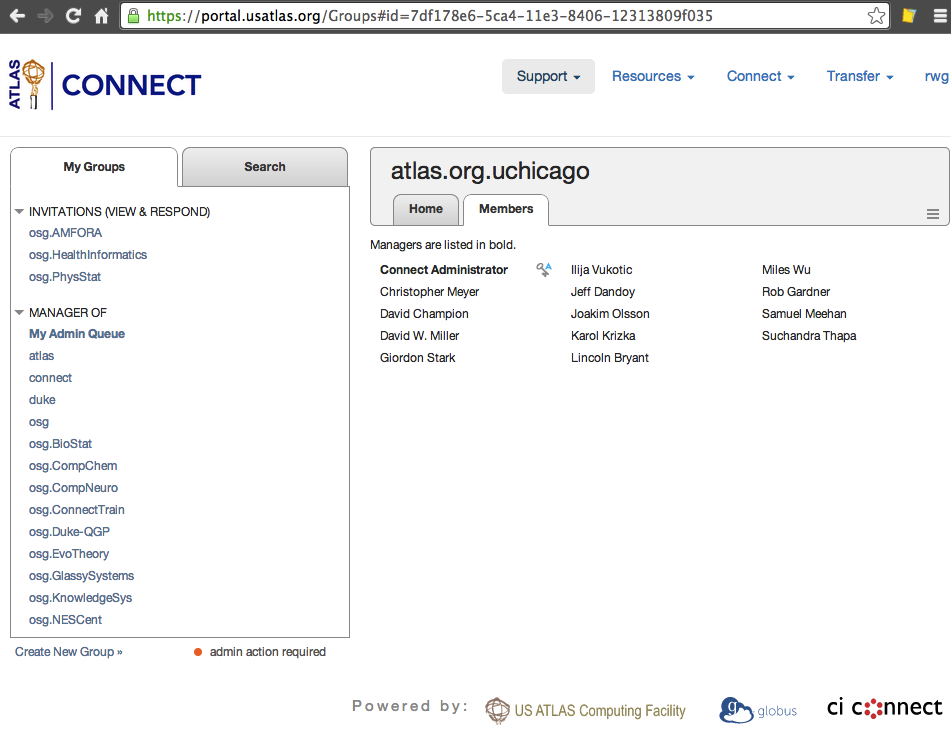 https://portal.usatlas.org/Groups#id=7df178e6-5ca4-11e3-8406-12313809f035
ATLAS CONNECT
Support Resources Connect Transfer rwg
My Groups Search
INVITATIONS (VIEW & RESPOND)
osg.AMFORA
osg.HealthInformatics
osg.PhysStat
MANAGER OF
My Admin Queue
atlas
connect
duke
osg
osg.BioStat
osg.CompChem
osg.CompNeuro
osg.ConnectTrain
osg.Duke-QGP
osg.EvoTheory
osg.GlassySystems
osg.KnowledgeSys
osg.NESCent
Create New Group » admin action required
atlas.org.uchicago
Home Members
Managers are listed in bold.
Connect Administrator Ilija Vukotic Miles Wu
Christopher Meyer Jeff Dandoy Rob Gardner
David Champion Joakim Olsson Samuel Meehan
David W. Miller Karol Krizka Suchandra Thapa
Giordon Stark Lincoln Bryant
Powered by: US ATLAS Computing Facility globus ci connect